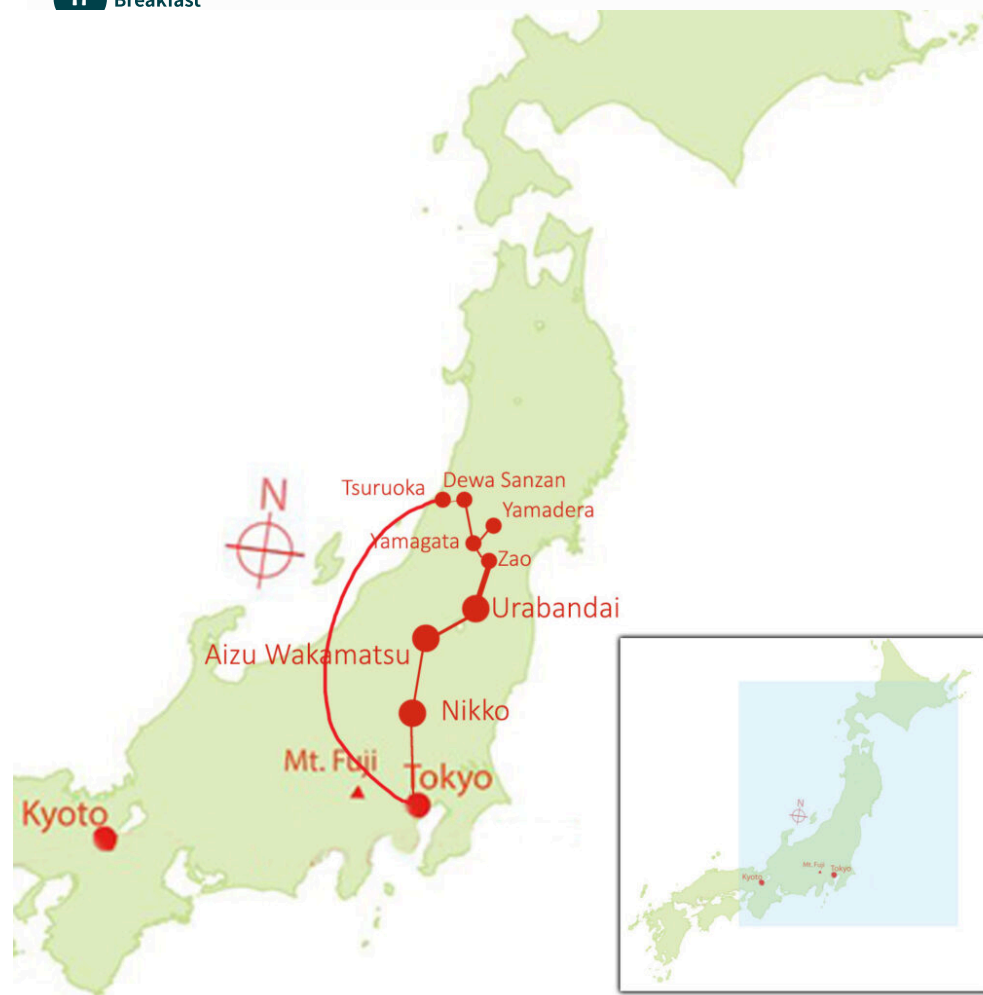 Breakfast
N
Tsuruoka
Dewa Sanzan
Yamadera
Yamagata
Zao
Urabandai
Aizu Wakamatsu
Nikko
Mt. Fuji
Tokyo
Kyoto
N
Mt. Fuji
Tokyo
Kyoto